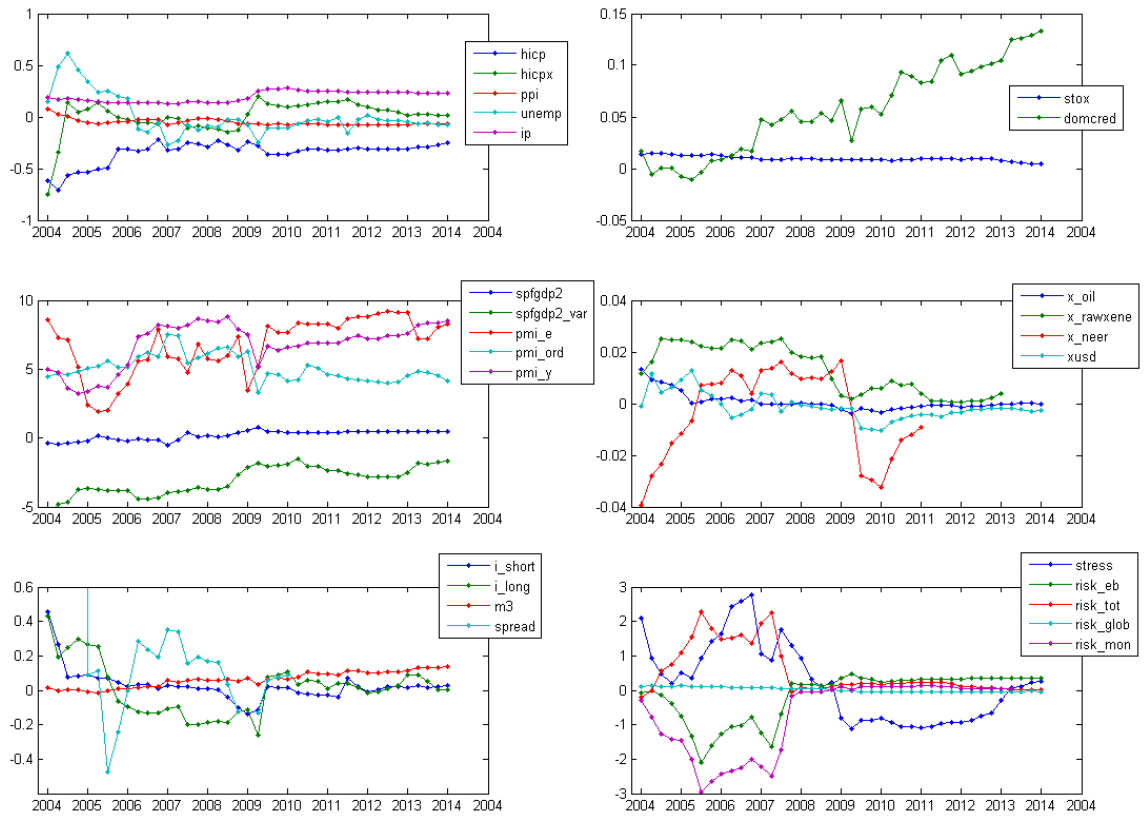 1
0.5
0
-0.5
-1
2004 2005 2006 2007 2008 2009 2010 2011 2012 2013 2014 2004
hicp
hicpx
ppi
unemp
ip
0.15
0.1
0.05
0
-0.05
2004 2005 2006 2007 2008 2009 2010 2011 2012 2013 2014 2004
stox
domcred
10
5
0
-5
2004 2005 2006 2007 2008 2009 2010 2011 2012 2013 2014 2004
spfgdp2
spfgdp2_var
pmi_e
pmi_ord
pmi_y
0.04
0.02
0
-0.02
-0.04
2004 2005 2006 2007 2008 2009 2010 2011 2012 2013 2014 2004
x_oil
x_rawxene
x_neer
xusd
0.6
0.4
0.2
0
-0.2
-0.4
2004 2005 2006 2007 2008 2009 2010 2011 2012 2013 2014 2004
i_short
i_long
m3
spread
3
2
1
0
-1
-2
-3
2004 2005 2006 2007 2008 2009 2010 2011 2012 2013 2014 2004
stress
risk_eb
risk_tot
risk_glob
risk_mon